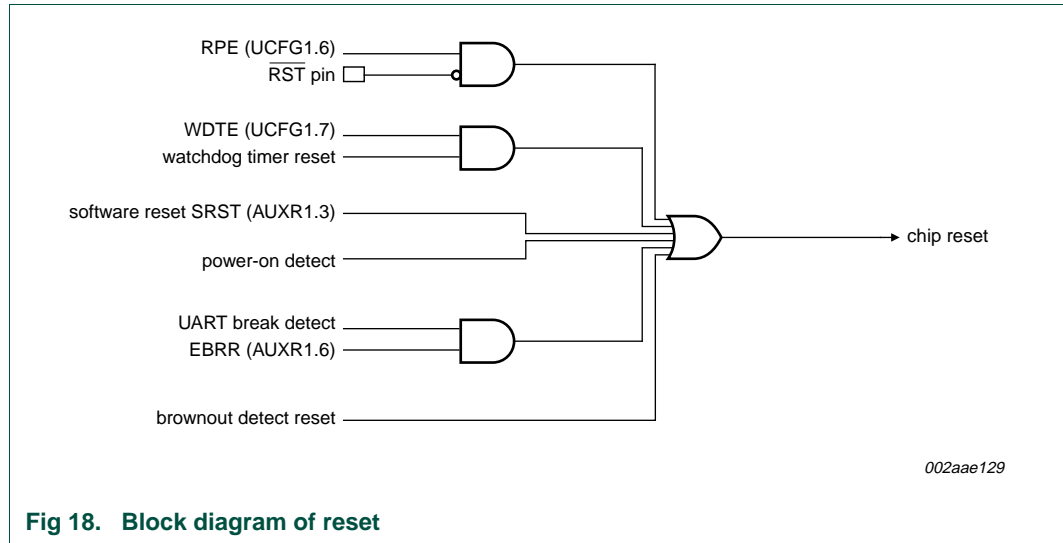 RPE (UCFG1.6)
RST pin
WDTE (UCFG1.7)
watchdog timer reset
software reset SRST (AUXR1.3)
power-on detect
UART break detect
EBRR (AUXR1.6)
brownout detect reset
chip reset
002aae129
Fig 18. Block diagram of reset